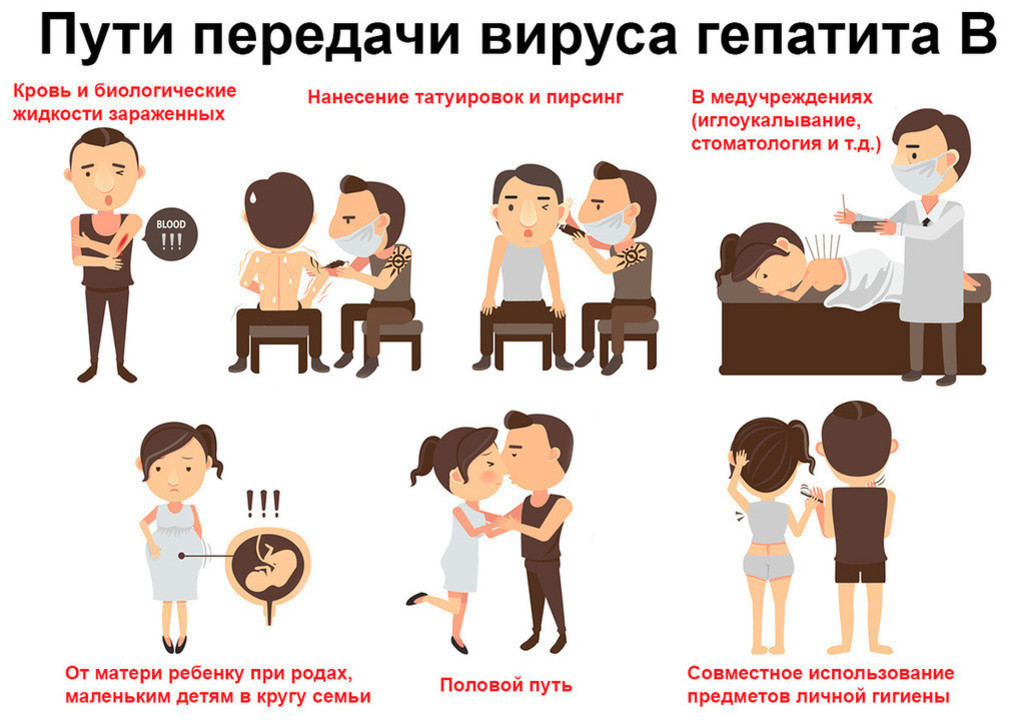 Пути передачи вируса гепатита В
Кровь и биологические
жидкости зараженных
Нанесение татуировок и пирсинг
В медучреждениях
(иглоукалывание,
стоматология и т.д.)
BLOOD
!!!
!!!
От матери ребенку при родах,
маленьким детям в кругу семьи
Половой путь
Совместное использование
предметов личной гигиены